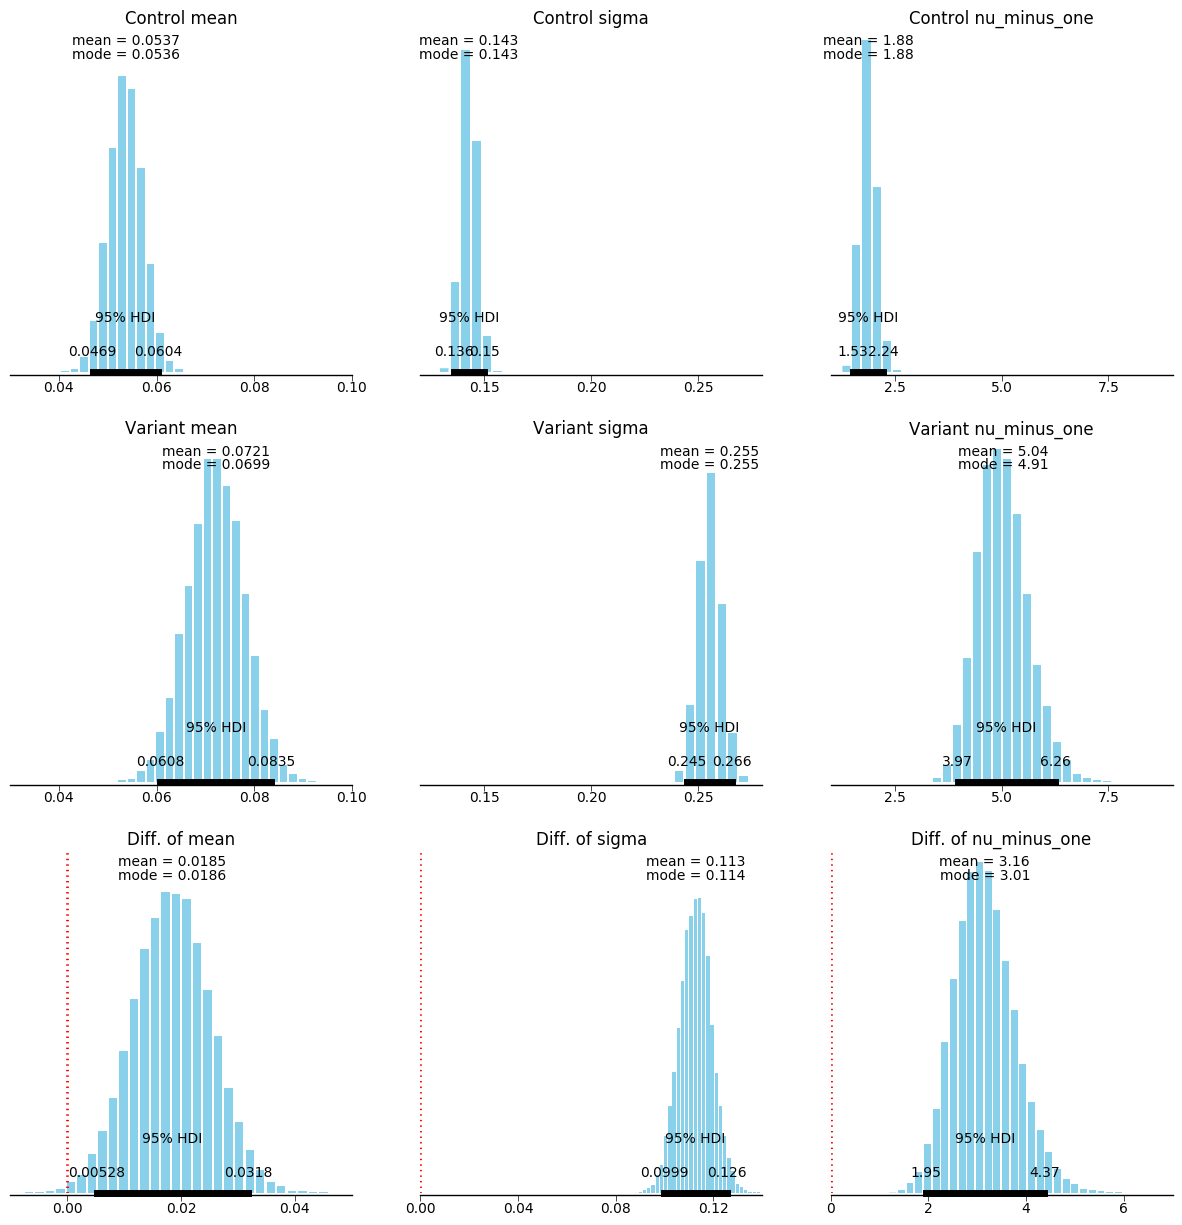 Control mean
mean = 0.0537
mode = 0.0536
95% HDI
0.0469 0.0604
0.04 0.06 0.08 0.10
Control sigma
mean = 0.143
mode = 0.143
95% HDI
0.136 0.15
0.15 0.20 0.25
Control nu_minus_one
mean = 1.88
mode = 1.88
95% HDI
1.53 2.24
2.5 5.0 7.5
Variant mean
mean = 0.0721
mode = 0.0699
95% HDI
0.0608 0.0835
0.04 0.06 0.08 0.10
Variant sigma
mean = 0.255
mode = 0.255
95% HDI
0.245 0.266
0.15 0.20 0.25
Variant nu_minus_one
mean = 5.04
mode = 4.91
95% HDI
3.97 6.26
2.5 5.0 7.5
Diff. of mean
mean = 0.0185
mode = 0.0186
95% HDI
0.00528 0.0318
0.00 0.02 0.04
Diff. of sigma
mean = 0.113
mode = 0.114
95% HDI
0.0999 0.126
0.00 0.04 0.08 0.12
Diff. of nu_minus_one
mean = 3.16
mode = 3.01
95% HDI
1.95 4.37
0 2 4 6